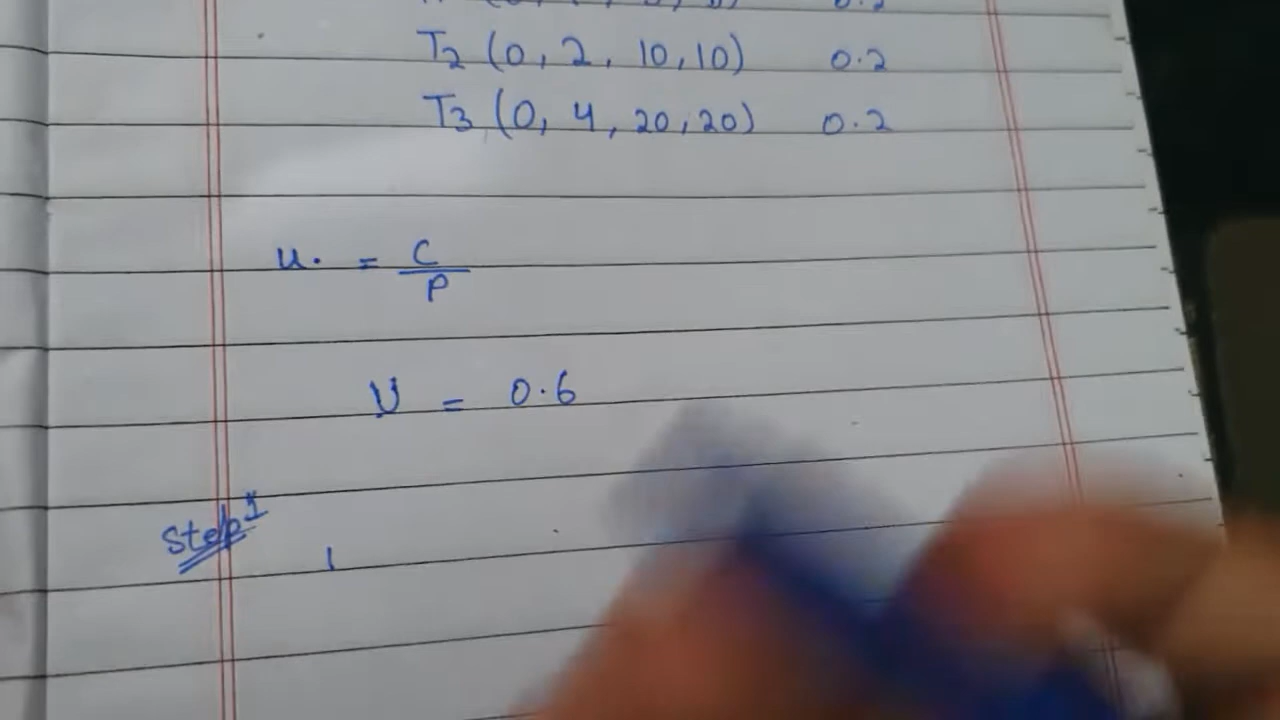 T2 (0, 2, 10, 10) 0.2
T3 (0, 4, 20, 20) 0.2
u. = C/P
U = 0.6
Step 1